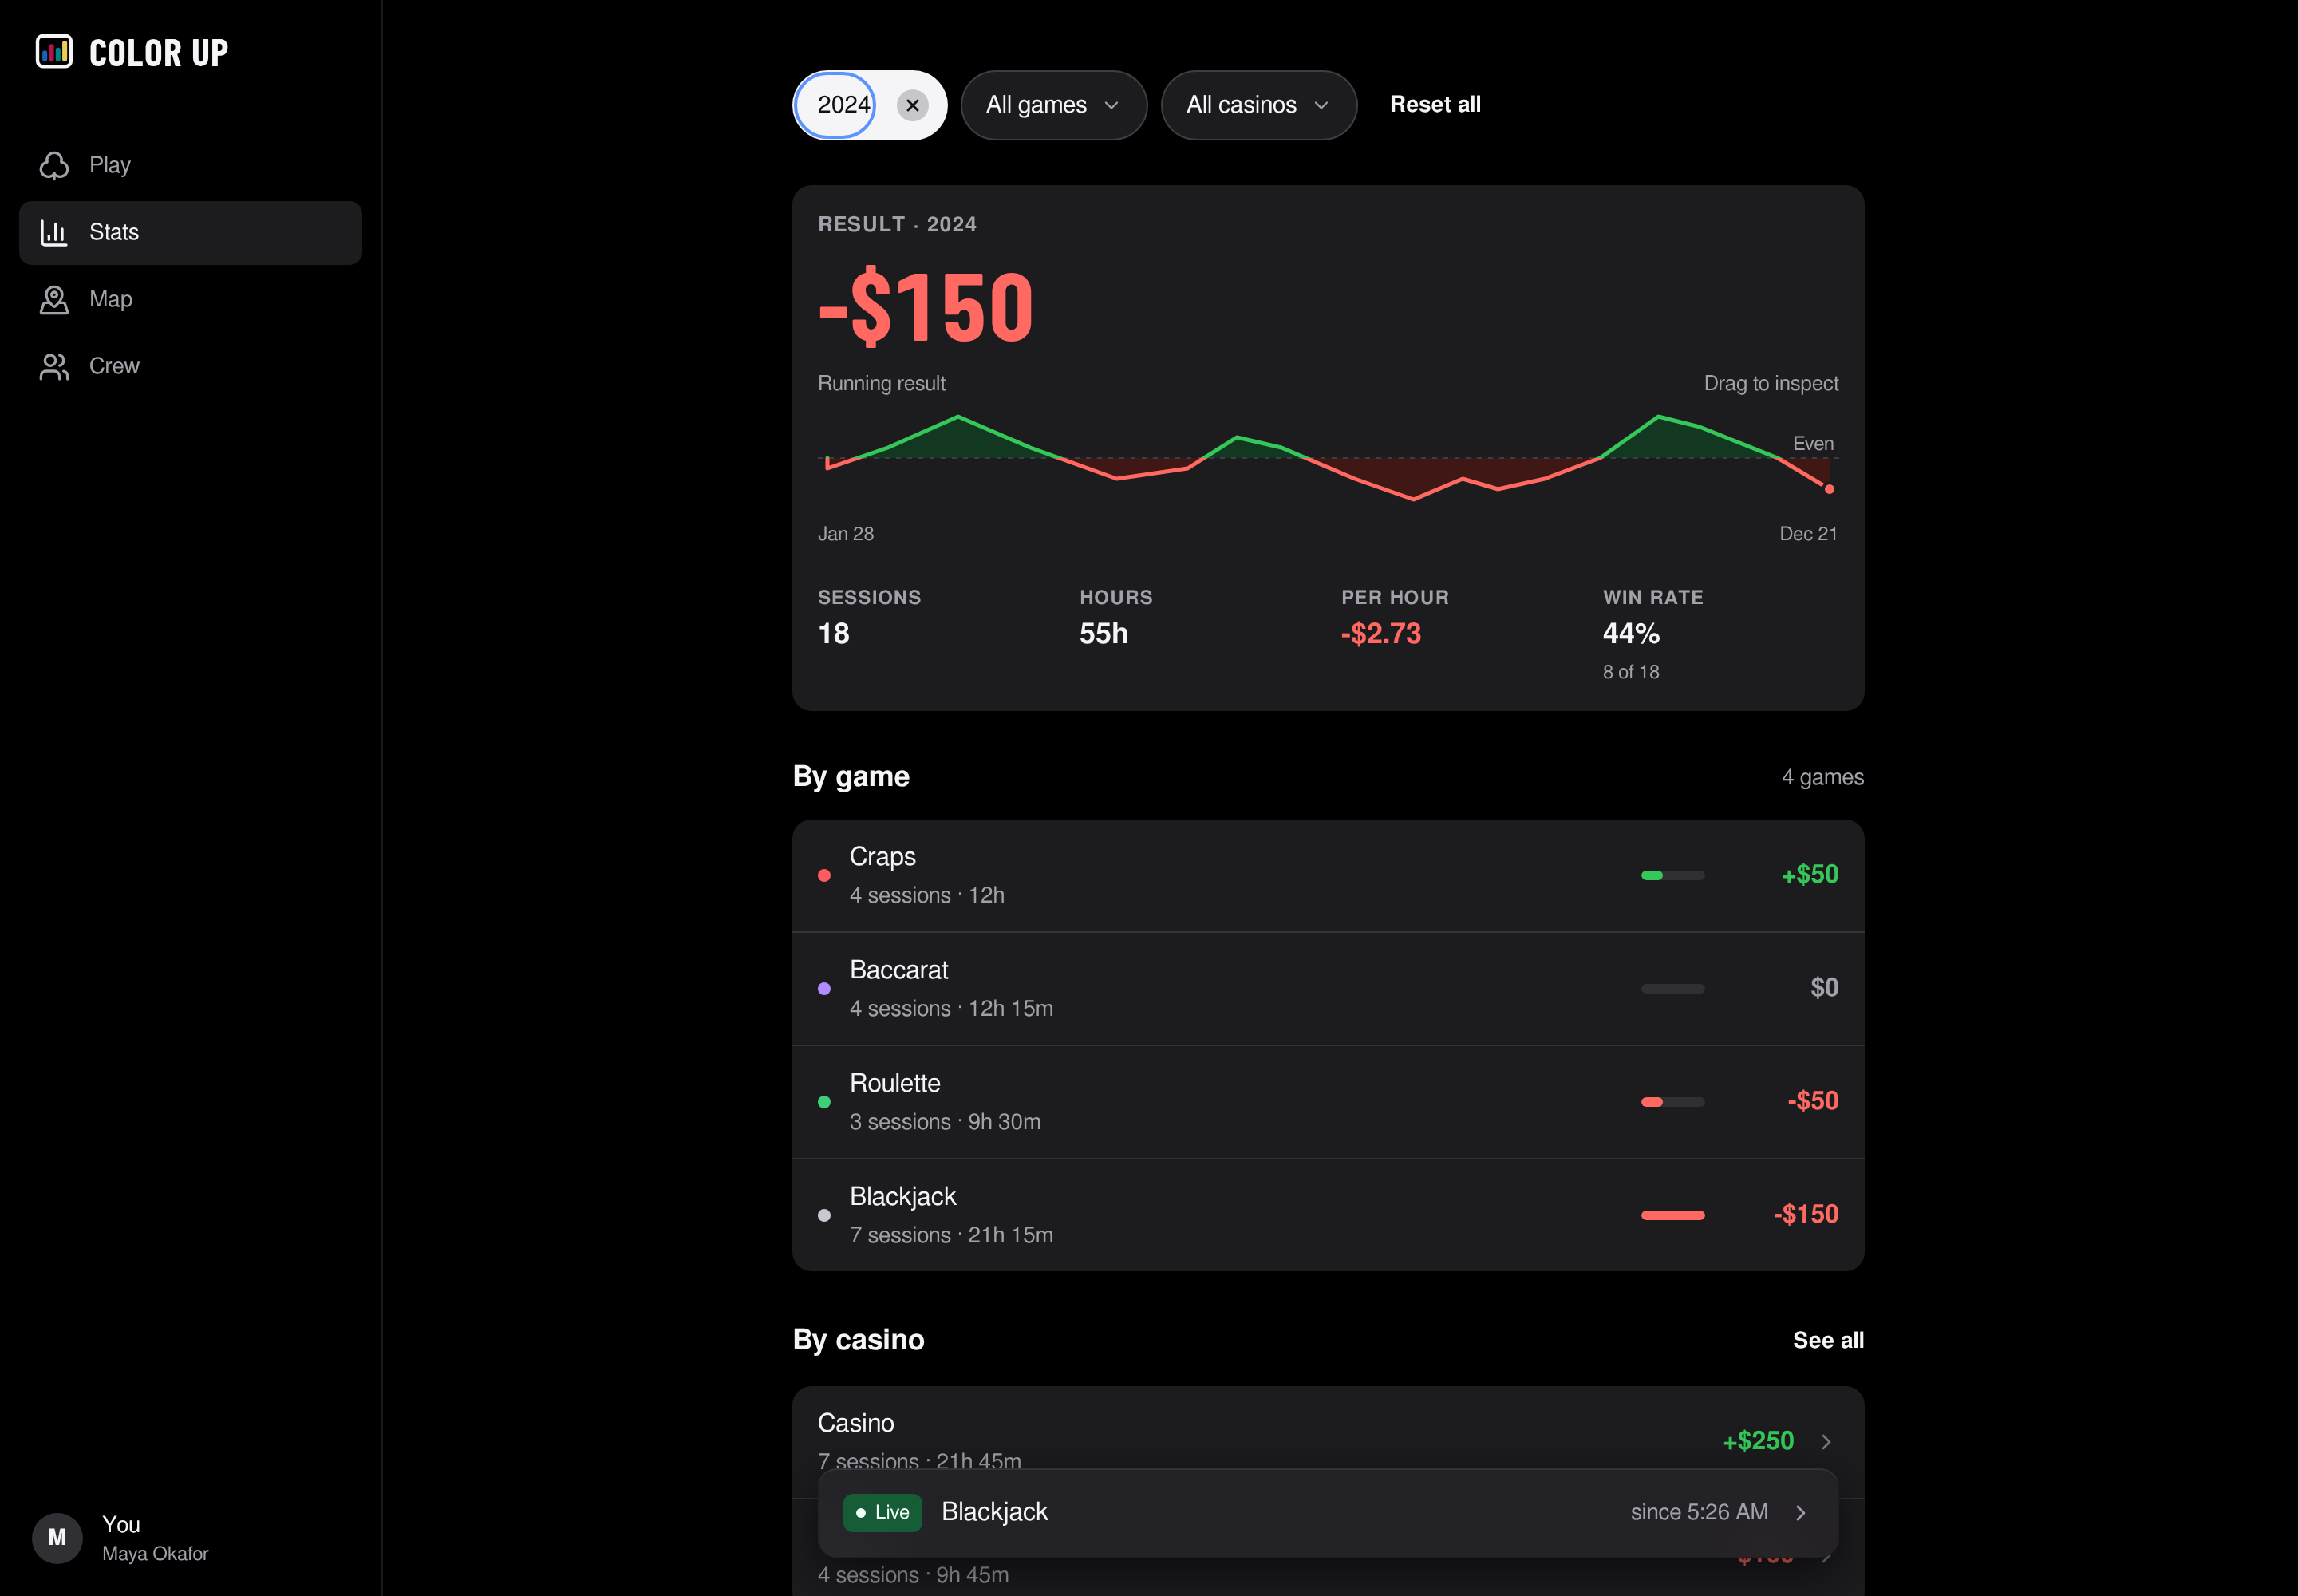 COLOR UP
Play
Stats
Map
Crew
2024
All games
All casinos
Reset all
RESULT · 2024
-$150
Running result
Drag to inspect
Even
Jan 28
Dec 21
SESSIONS
HOURS
PER HOUR
WIN RATE
18
55h
-$2.73
44%
8 of 18
By game
4 games
Craps
4 sessions · 12h
+$50
Baccarat
4 sessions · 12h 15m
$0
Roulette
3 sessions · 9h 30m
-$50
Blackjack
7 sessions · 21h 15m
-$150
By casino
See all
Casino
7 sessions · 21h 45m
+$250
Live
Blackjack
since 5:26 AM
4 sessions · 9h 45m
M
You
Maya Okafor